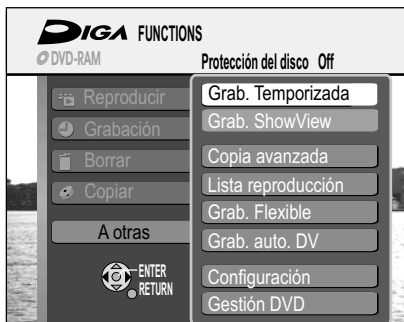 DIGA FUNCTIONS
DVD-RAM
Protección del disco Off
Reproducir
Grabación
Borrar
Copiar
A otras
ENTER
RETURN
Grab. Temporizada
Grab. ShowView
Copia avanzada
Lista reproducción
Grab. Flexible
Grab. auto. DV
Configuración
Gestión DVD